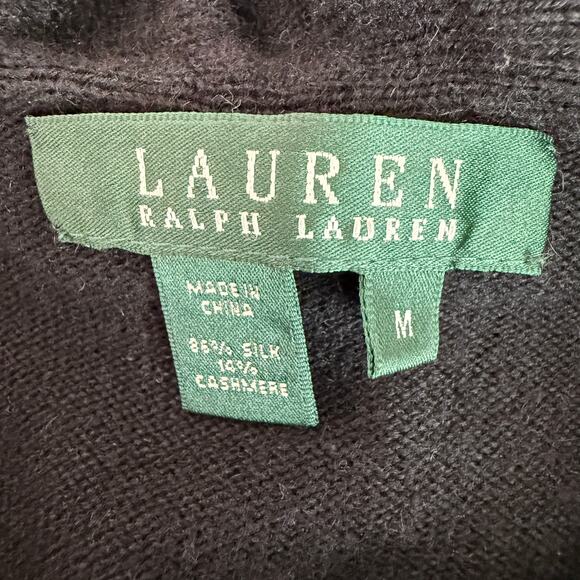 LAUREN
RALPH LAUREN
MADE IN
CHINA
M
86% SILK
14%
CASHMERE